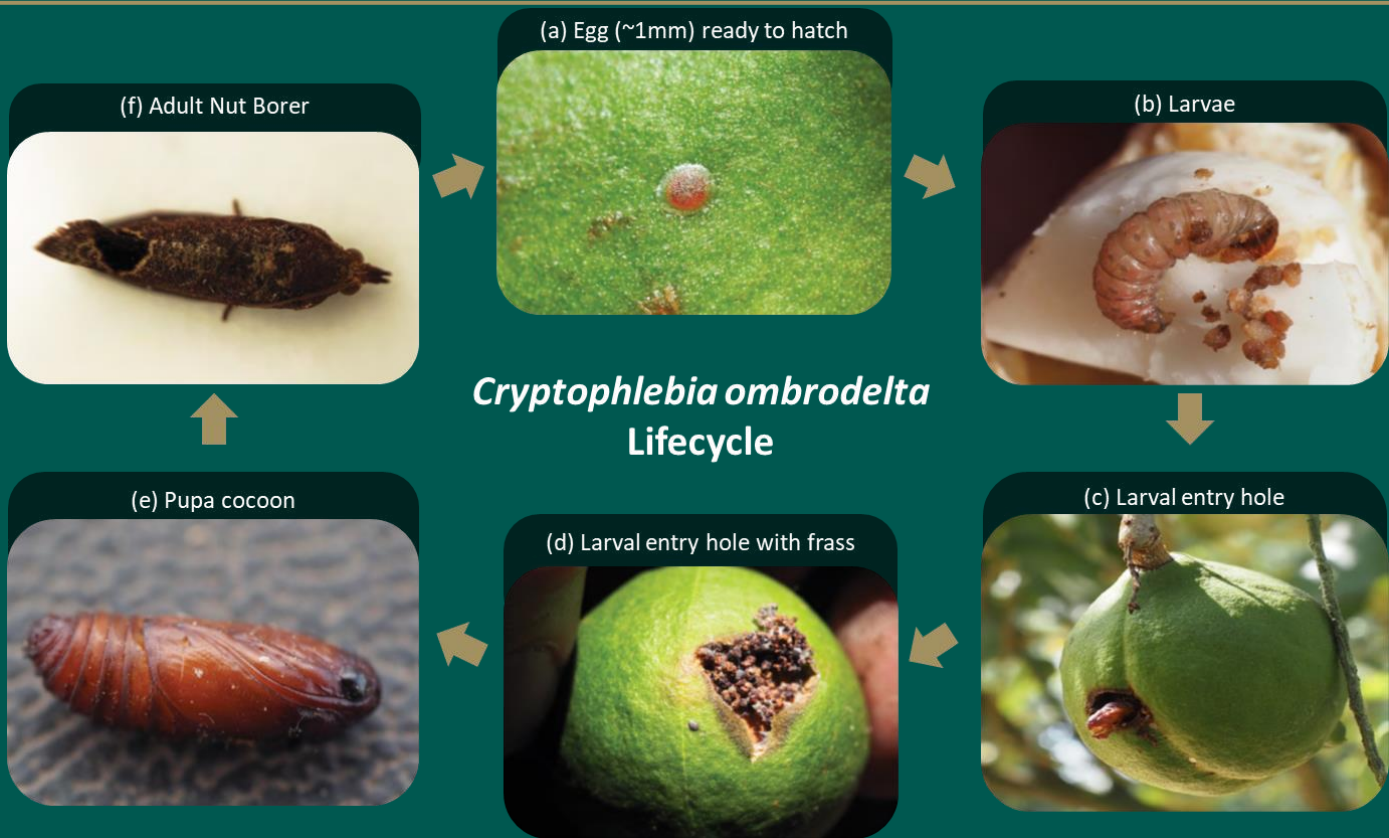 (a) Egg (~1mm) ready to hatch
(b) Larvae
(c) Larval entry hole
(d) Larval entry hole with frass
(e) Pupa cocoon
(f) Adult Nut Borer
Cryptophlebia ombrodelta
Lifecycle